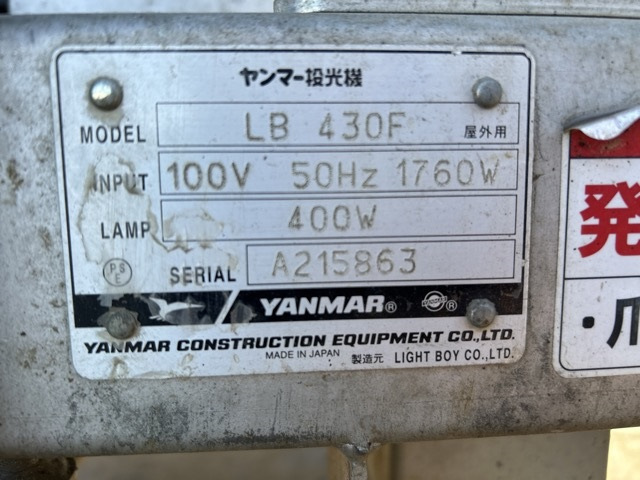 ヤンマー投光機
MODEL LB 430F 屋外用
INPUT 100V 50Hz 1760W
LAMP 400W
PSE SERIAL A215863
YANMAR® ®
YANMAR CONSTRUCTION EQUIPMENT CO.,LTD.
MADE IN JAPAN 製造元 LIGHT BOY CO.,LTD.
発
・爪